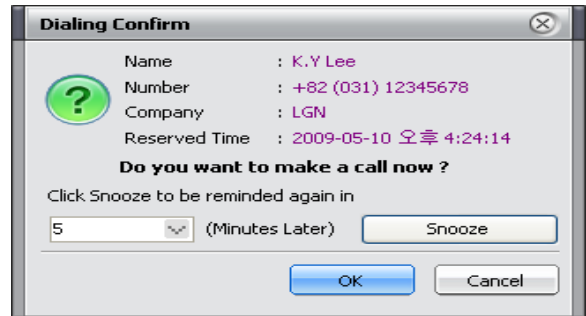 Dialing Confirm
Name : K.Y Lee
Number : +82 (031) 12345678
Company : LGN
Reserved Time : 2009-05-10 오후 4:24:14
Do you want to make a call now ?
Click Snooze to be reminded again in
5 (Minutes Later) Snooze
OK Cancel